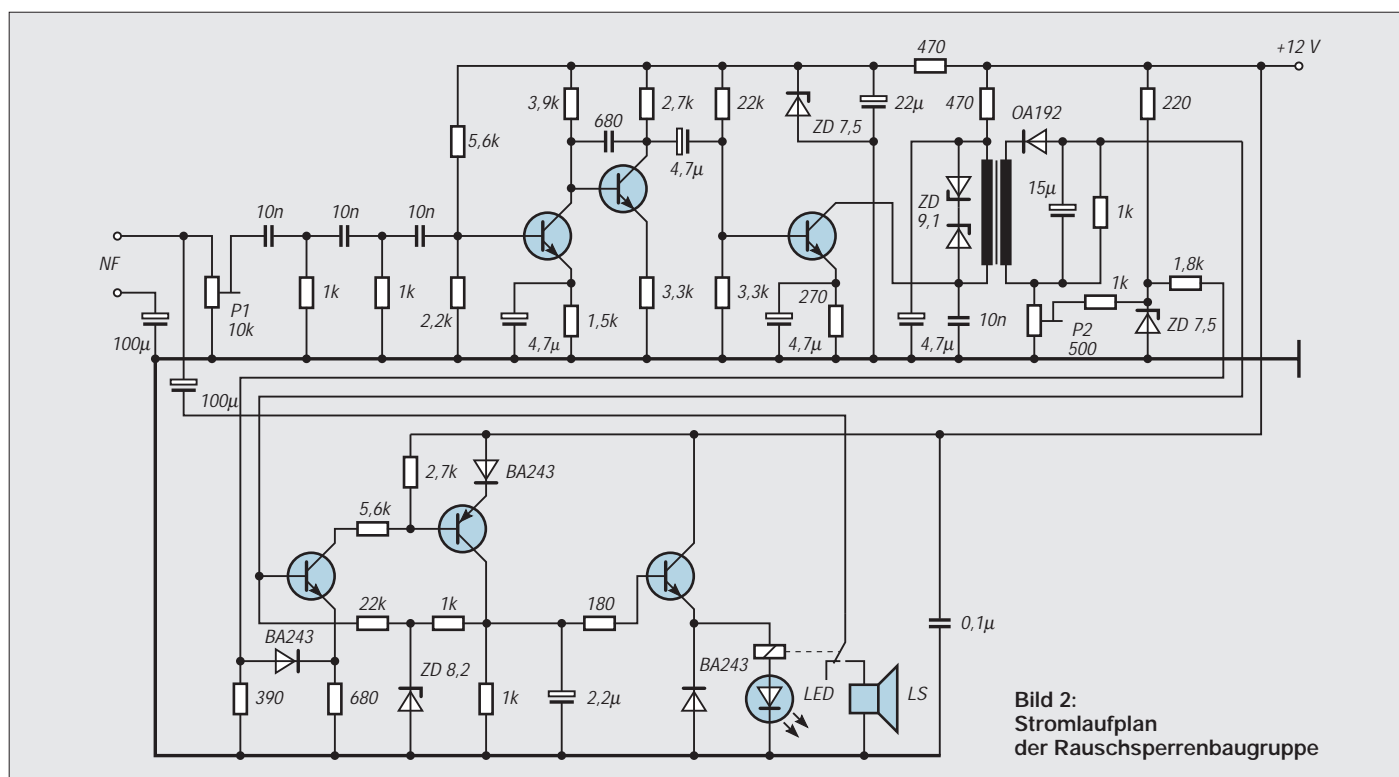 470
+12 V
3,9k
2,7k
22k
ZD 7,5
22µ
470
OA192
220
5,6k
680
4,7µ
ZD
9,1
15µ
1k
10n
10n
10n
NF
P1
10k
1k
1k
2,2k
3,3k
3,3k
270
1k
1,8k
100µ
4,7µ
1,5k
4,7µ
4,7µ
10n
P2
500
ZD 7,5
100µ
2,7k
BA243
5,6k
22k
1k
180
0,1µ
BA243
ZD 8,2
BA243
390
680
1k
2,2µ
LED
LS
Bild 2:
Stromlaufplan
der Rauschsperrenbaugruppe